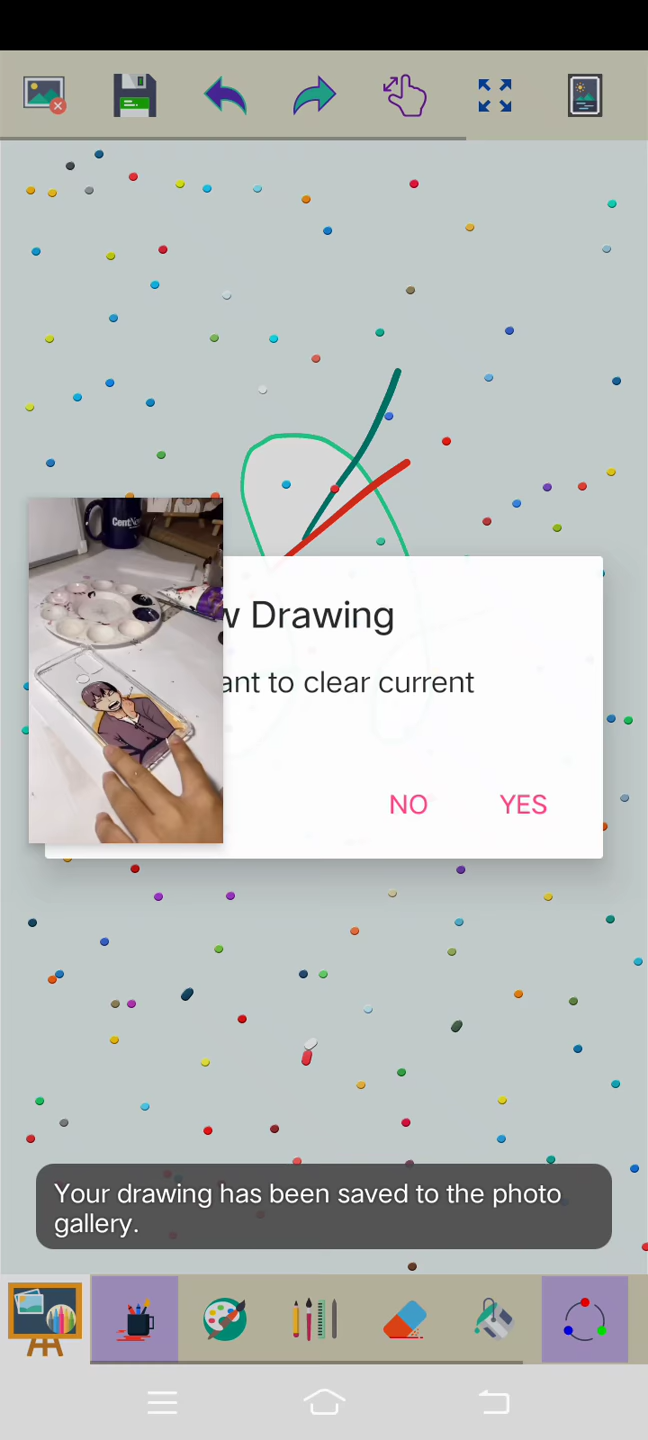 w Drawing
ant to clear current
NO YES
Your drawing has been saved to the photo
gallery.